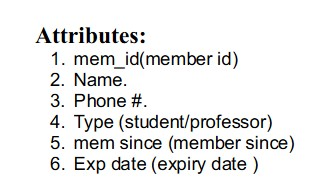 Attributes:
1. mem_id(member id)
2. Name.
3. Phone #.
4. Type (student/professor)
5. mem since (member since)
6. Exp date (expiry date )